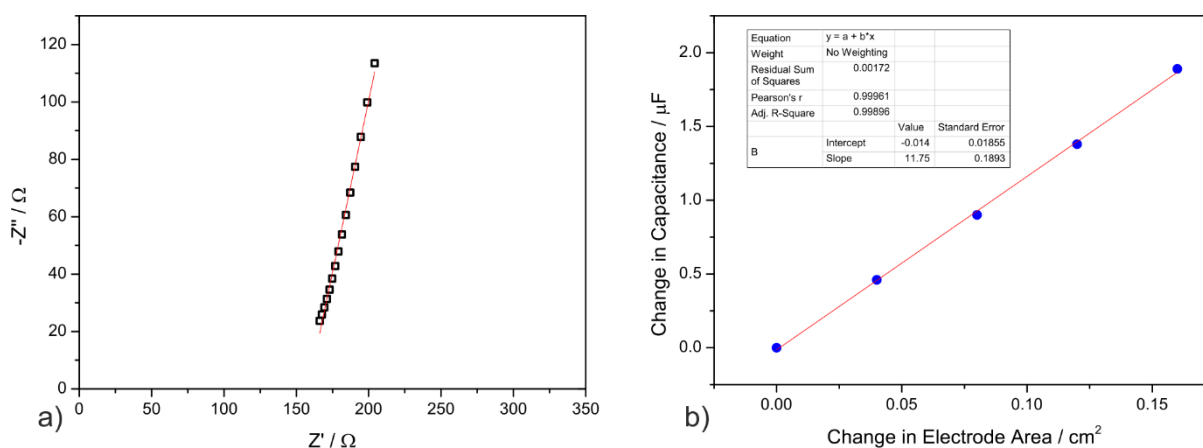 120
100
80
60
40
20
0
0 50 100 150 200 250 300 350
-Z" / Ω
Z' / Ω
a)
2.0
1.5
1.0
0.5
0.0
0.00 0.05 0.10 0.15
Change in Capacitance / μF
Change in Electrode Area / cm²
b)
Equation y = a + b*x
Weight No Weighting
Residual Sum
of Squares 0.00172
Pearson's r 0.99961
Adj. R-Square 0.99896
Value Standard Error
B Intercept -0.014 0.01855
Slope 11.75 0.1893